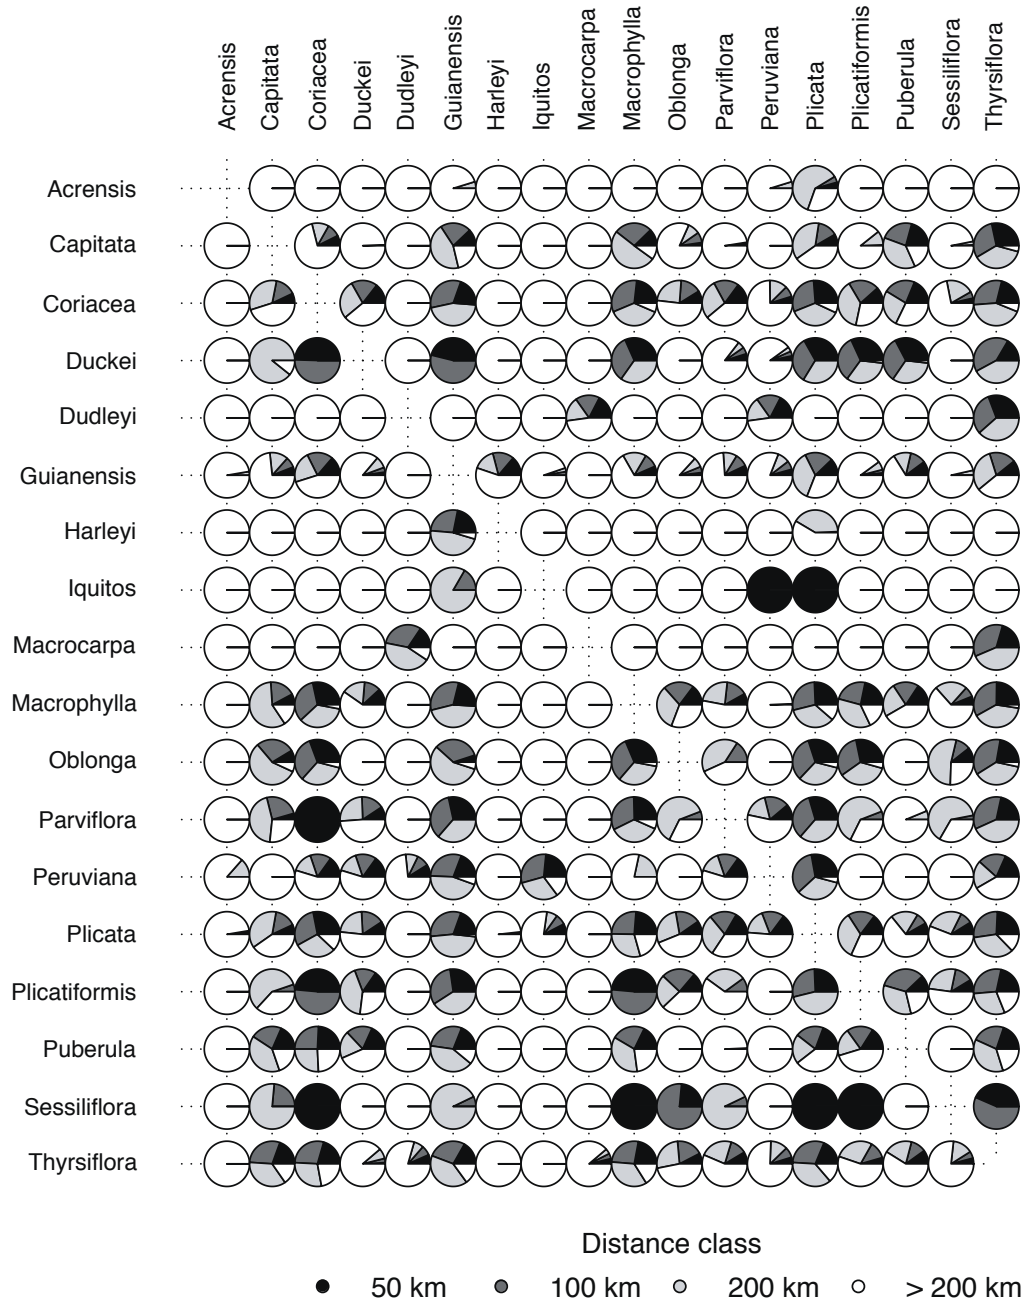 Acrensis
Capitata
Coriacea
Duckei
Dudleyi
Guianensis
Harleyi
Iquitos
Macrocarpa
Macrophylla
Oblonga
Parviflora
Peruviana
Plicata
Plicatiformis
Puberula
Sessiliflora
Thyrsiflora
Acrensis
Capitata
Coriacea
Duckei
Dudleyi
Guianensis
Harleyi
Iquitos
Macrocarpa
Macrophylla
Oblonga
Parviflora
Peruviana
Plicata
Plicatiformis
Puberula
Sessiliflora
Thyrsiflora
Distance class
50 km 100 km 200 km > 200 km